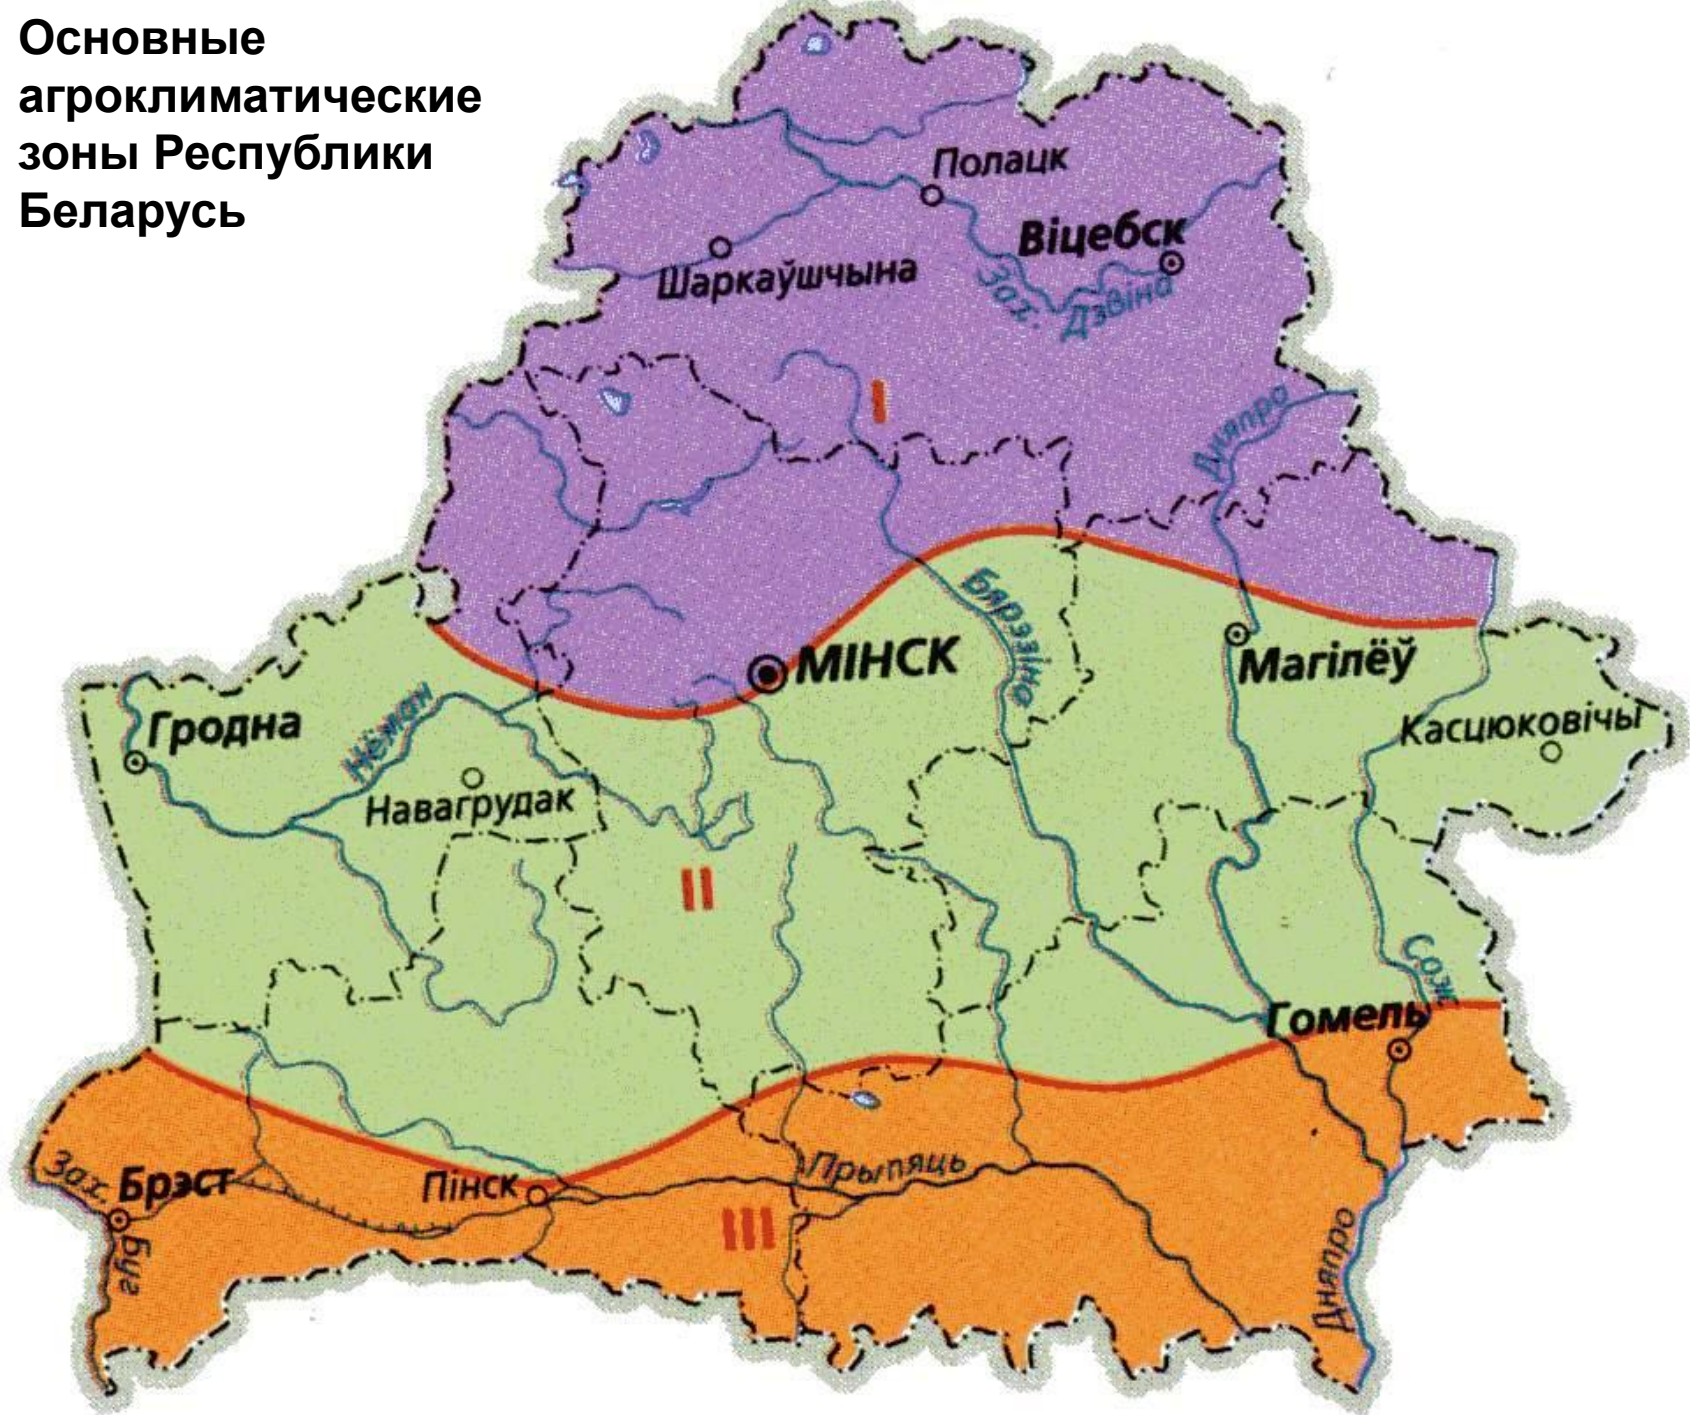 Основные
агроклиматические
зоны Республики
Беларусь
Полацк
Віцебск
Шаркаўшчына
Зах.
Дзвіна
I
Дняпро
Бярэзіна
МІНСК
Магілёў
Гродна
Нёман
Касцюковічы
Навагрудак
II
Сож
Гомель
Зах.
Брэст
Пінск
Прыпяць
III
Буг
Дняпро